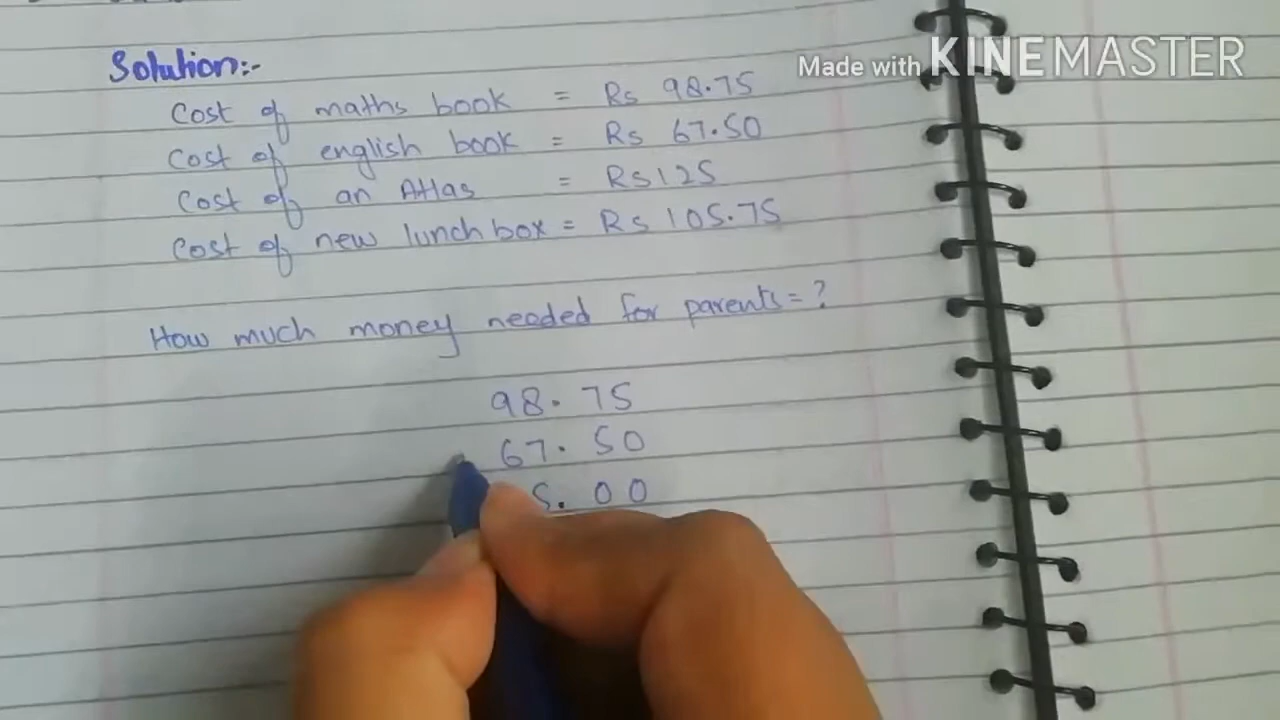 Made with KINEMASTER
Solution:-
Cost of maths book = Rs 98.75
Cost of english book = Rs 67.50
Cost of an Atlas = Rs125
Cost of new lunch box = Rs 105.75
How much money needed for parents = ?
98.75
67.50
5.00